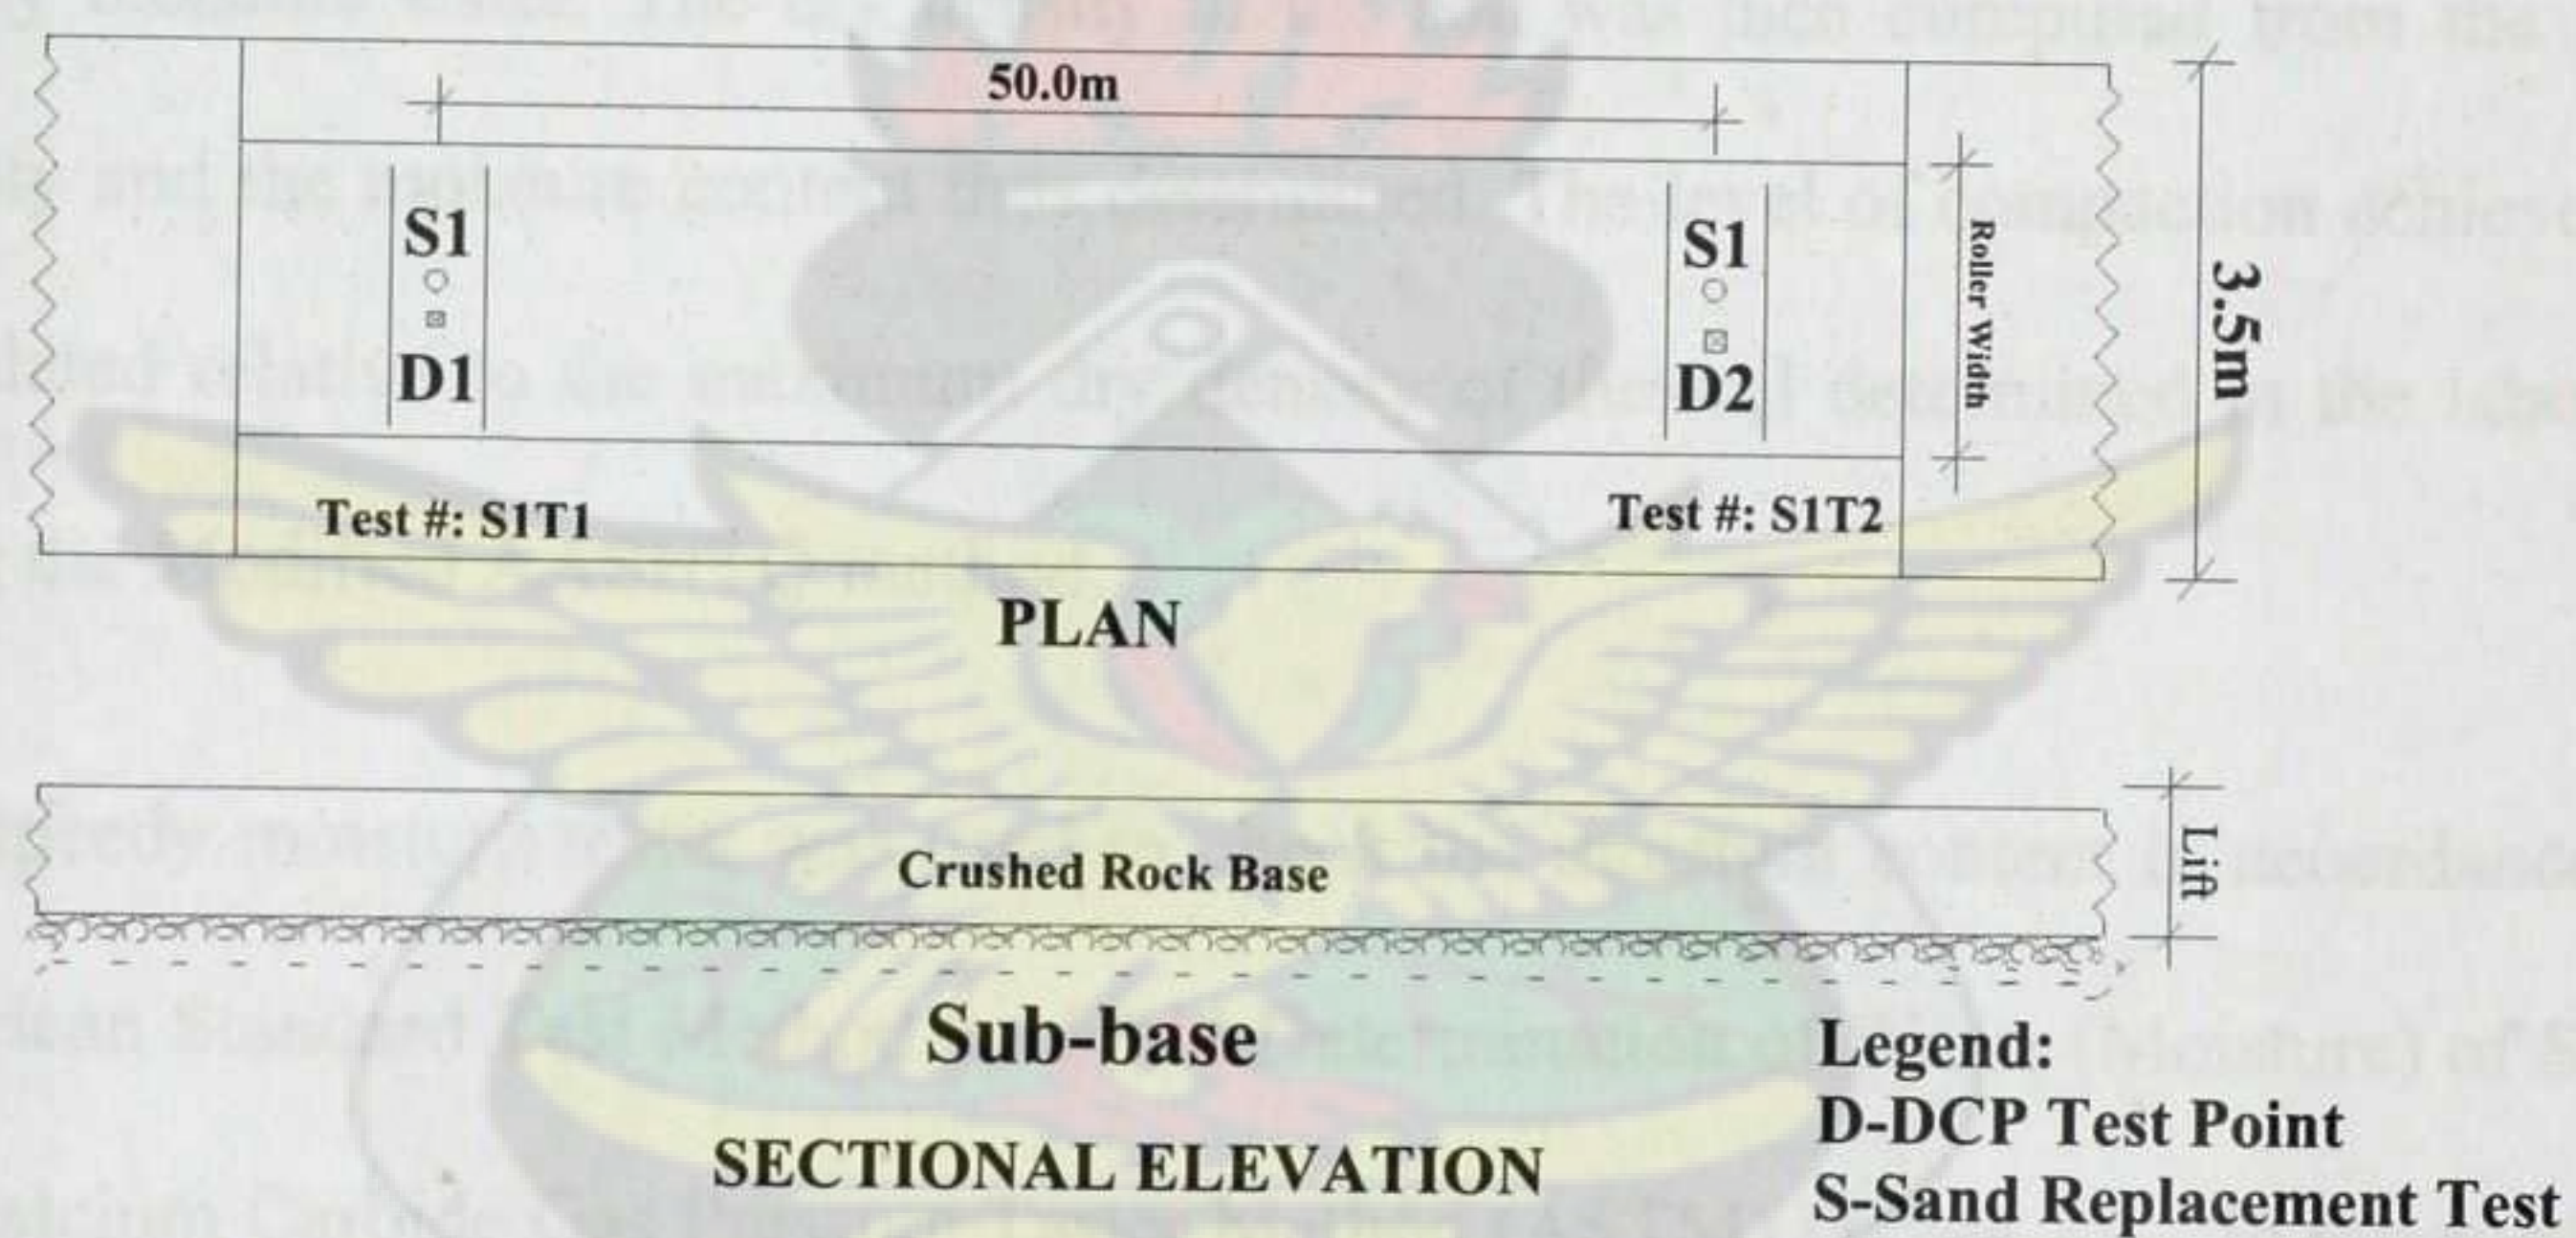 50.0m
S1
D1
S1
D2
Roller Width
3.5m
Test #: S1T1
Test #: S1T2
PLAN
Crushed Rock Base
Lift
Sub-base
SECTIONAL ELEVATION
Legend:
D-DCP Test Point
S-Sand Replacement Test